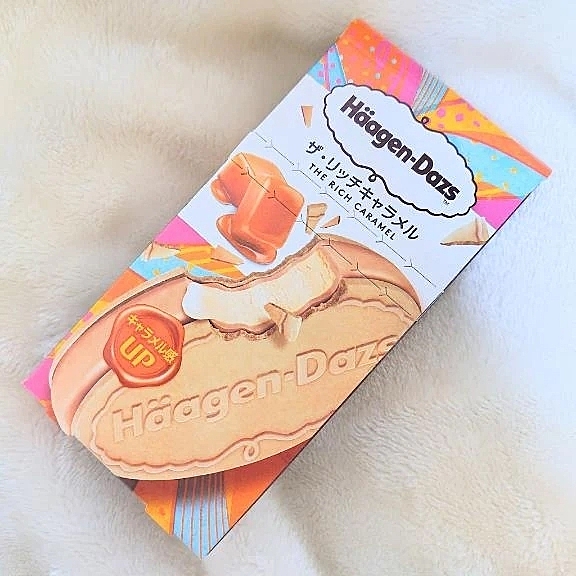 Häagen-Dazs
TM
ザ・リッチキャラメル
THE RICH CARAMEL
キャラメル感
UP
Häagen-Dazs